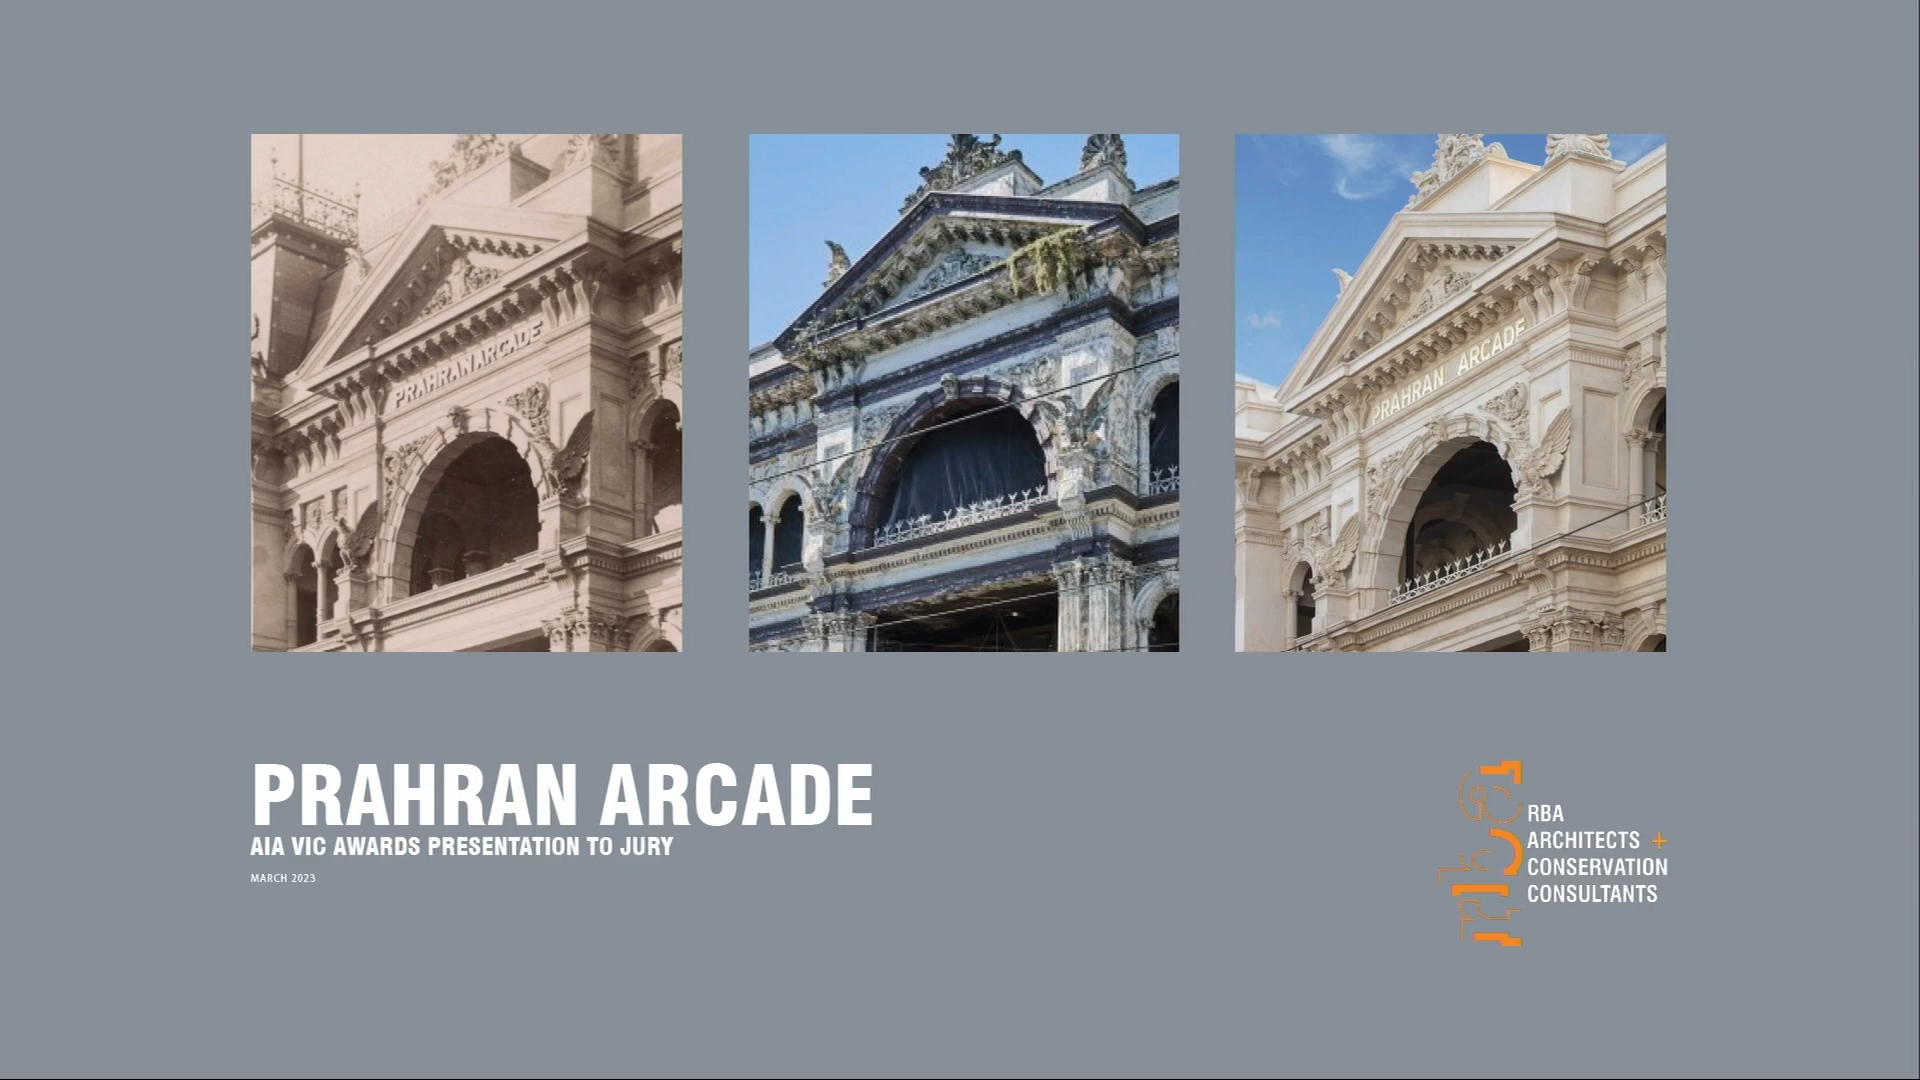 PRAHRAN ARCADE
PRAHRAN ARCADE
PRAHRAN ARCADE
AIA VIC AWARDS PRESENTATION TO JURY
MARCH 2023
RBA
ARCHITECTS +
CONSERVATION
CONSULTANTS